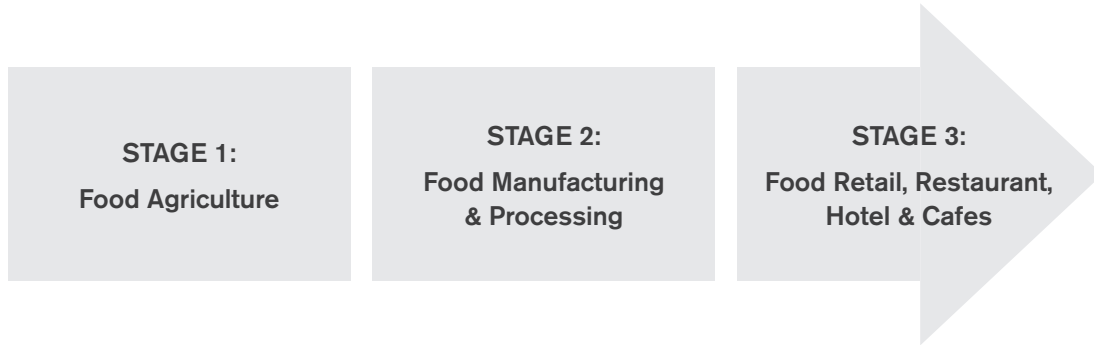 STAGE 1:
Food Agriculture
STAGE 2:
Food Manufacturing
& Processing
STAGE 3:
Food Retail, Restaurant,
Hotel & Cafes